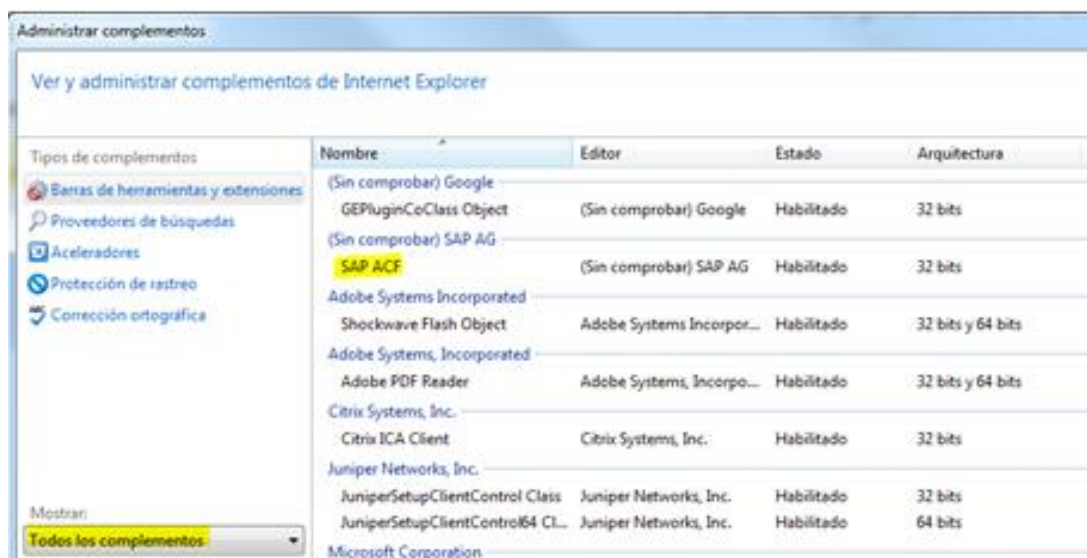 Administrar complementos
Ver y administrar complementos de Internet Explorer
Tipos de complementos
Barras de herramientas y extensiones
Proveedores de búsquedas
Aceleradores
Protección de rastreo
Corrección ortográfica
Mostrar:
Todos los complementos
Nombre Editor Estado Arquitectura
(Sin comprobar) Google
GEPluginCoClass Object (Sin comprobar) Google Habilitado 32 bits
(Sin comprobar) SAP AG
SAP ACF (Sin comprobar) SAP AG Habilitado 32 bits
Adobe Systems Incorporated
Shockwave Flash Object Adobe Systems Incorpor... Habilitado 32 bits y 64 bits
Adobe Systems, Incorporated
Adobe PDF Reader Adobe Systems, Incorpo... Habilitado 32 bits y 64 bits
Citrix Systems, Inc.
Citrix ICA Client Citrix Systems, Inc. Habilitado 32 bits
Juniper Networks, Inc.
JuniperSetupClientControl Class Juniper Networks, Inc. Habilitado 32 bits
JuniperSetupClientControl64 Cl... Juniper Networks, Inc. Habilitado 64 bits
Microsoft Corporation